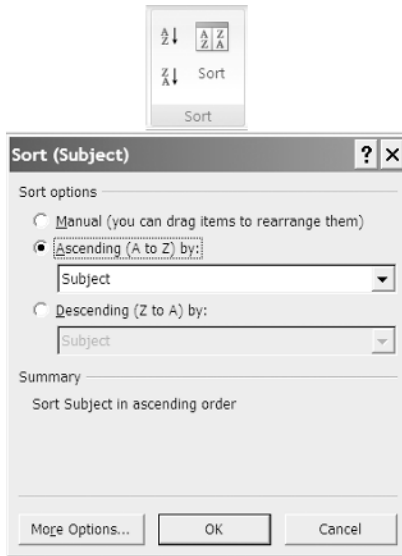 A Z
A Z Z A
Z A
Sort
Sort
Sort (Subject)
Sort options
Manual (you can drag items to rearrange them)
Ascending (A to Z) by:
Subject
Descending (Z to A) by:
Subject
Summary
Sort Subject in ascending order
More Options...
OK
Cancel